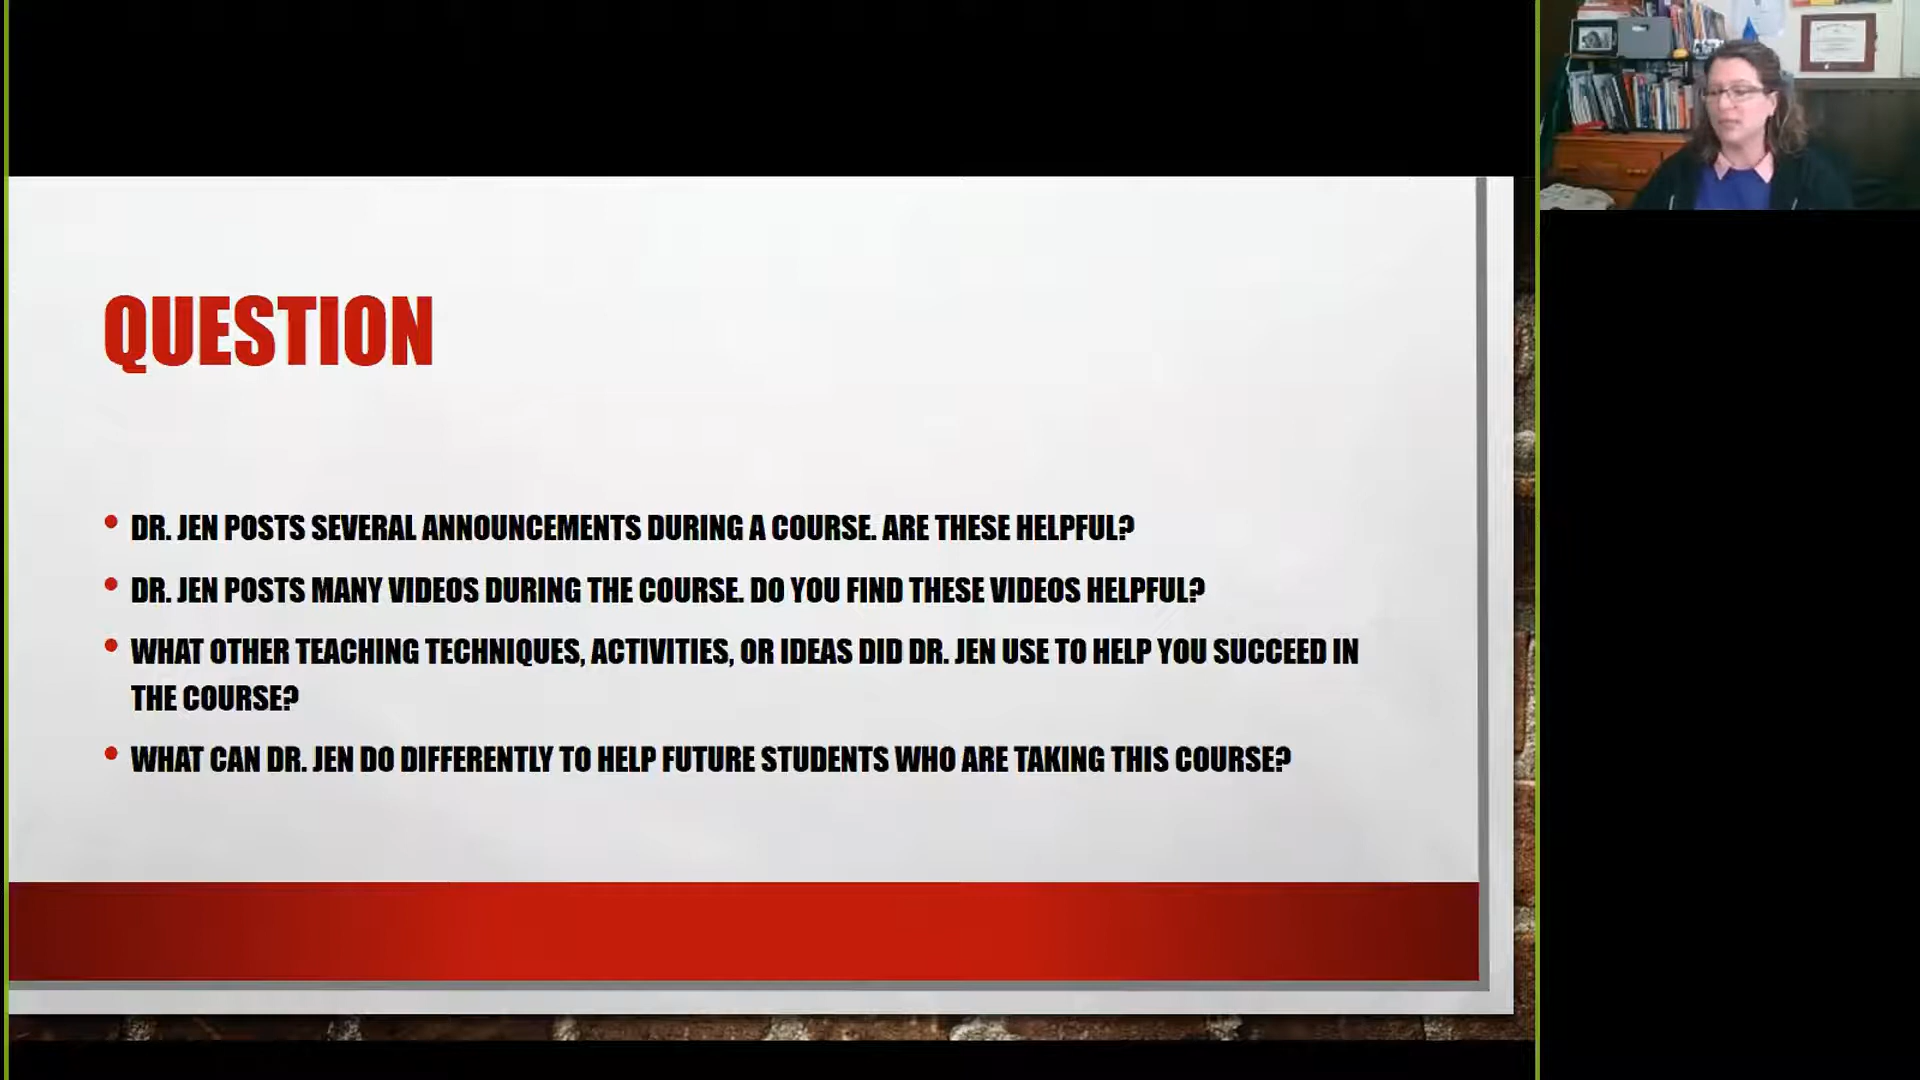 QUESTION
• DR. JEN POSTS SEVERAL ANNOUNCEMENTS DURING A COURSE. ARE THESE HELPFUL?
• DR. JEN POSTS MANY VIDEOS DURING THE COURSE. DO YOU FIND THESE VIDEOS HELPFUL?
• WHAT OTHER TEACHING TECHNIQUES, ACTIVITIES, OR IDEAS DID DR. JEN USE TO HELP YOU SUCCEED IN
THE COURSE?
• WHAT CAN DR. JEN DO DIFFERENTLY TO HELP FUTURE STUDENTS WHO ARE TAKING THIS COURSE?